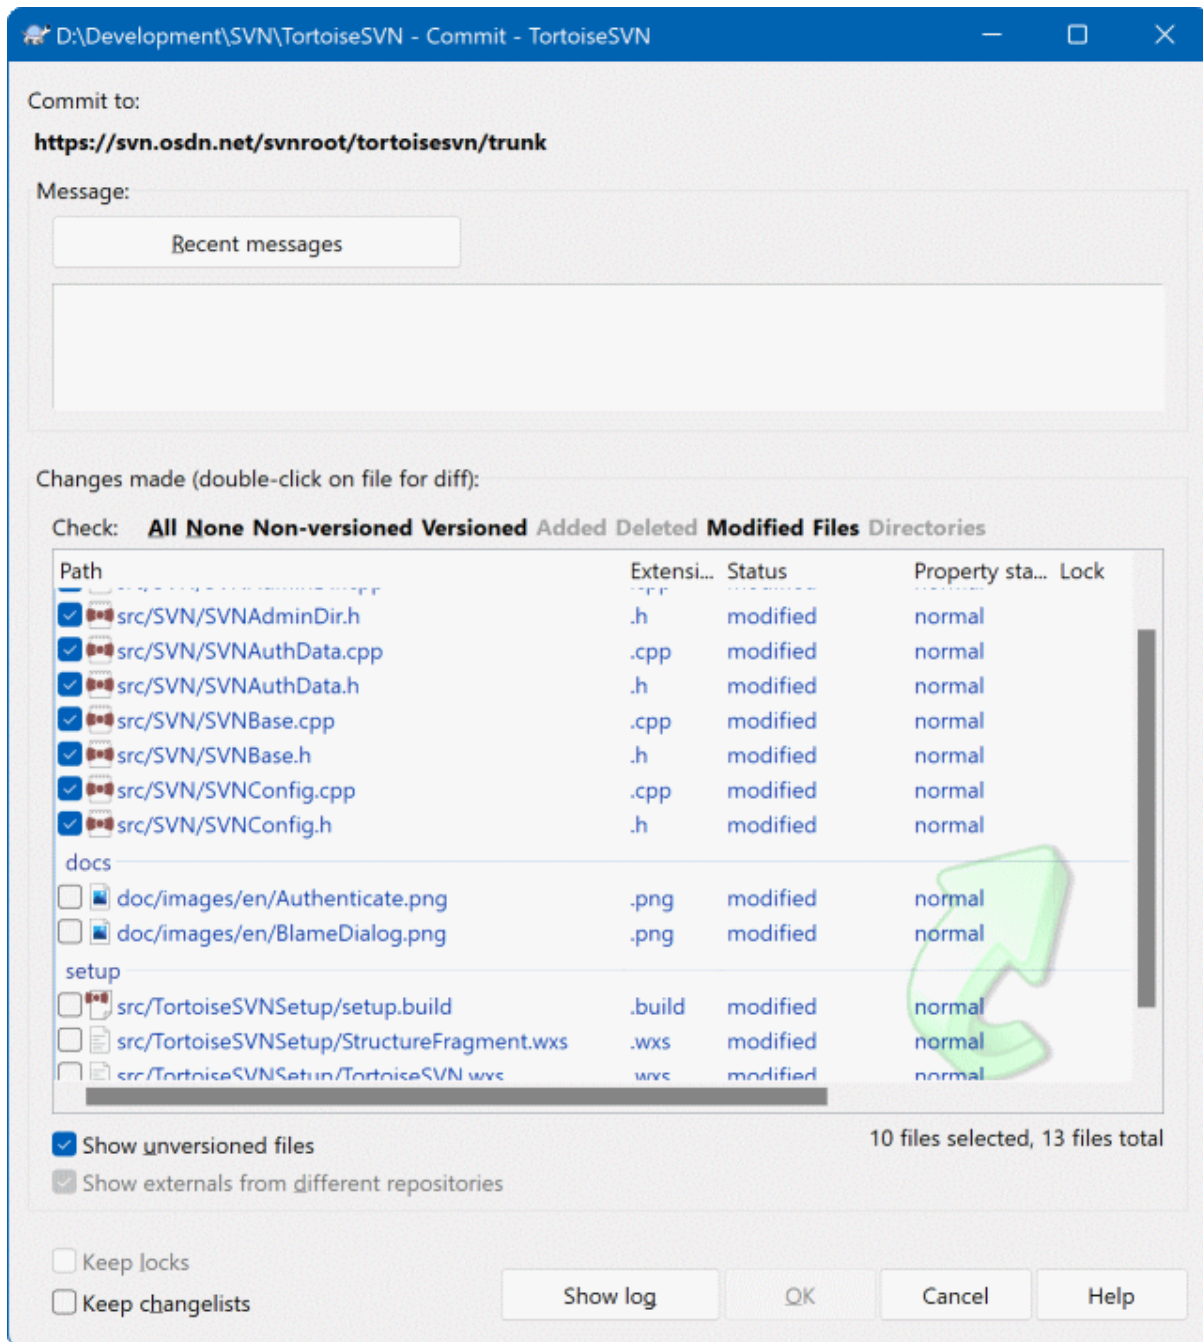 D:\Development\SVN\TortoiseSVN - Commit - TortoiseSVN
Commit to:
https://svn.osdn.net/svnroot/tortoisesvn/trunk
Message:
Recent messages
Changes made (double-click on file for diff):
Check: All None Non-versioned Versioned Added Deleted Modified Files Directories
Path Extensi... Status Property sta... Lock
src/SVN/SVNAdminDir.h .h modified normal
src/SVN/SVNAuthData.cpp .cpp modified normal
src/SVN/SVNAuthData.h .h modified normal
src/SVN/SVNBase.cpp .cpp modified normal
src/SVN/SVNBase.h .h modified normal
src/SVN/SVNConfig.cpp .cpp modified normal
src/SVN/SVNConfig.h .h modified normal
docs
doc/images/en/Authenticate.png .png modified normal
doc/images/en/BlameDialog.png .png modified normal
setup
src/TortoiseSVNSetup/setup.build .build modified normal
src/TortoiseSVNSetup/StructureFragment.wxs .wxs modified normal
src/TortoiseSVNSetup/TortoiseSVN.wxs .wxs modified normal
Show unversioned files
10 files selected, 13 files total
Show externals from different repositories
Keep locks
Keep changelists
Show log OK Cancel Help